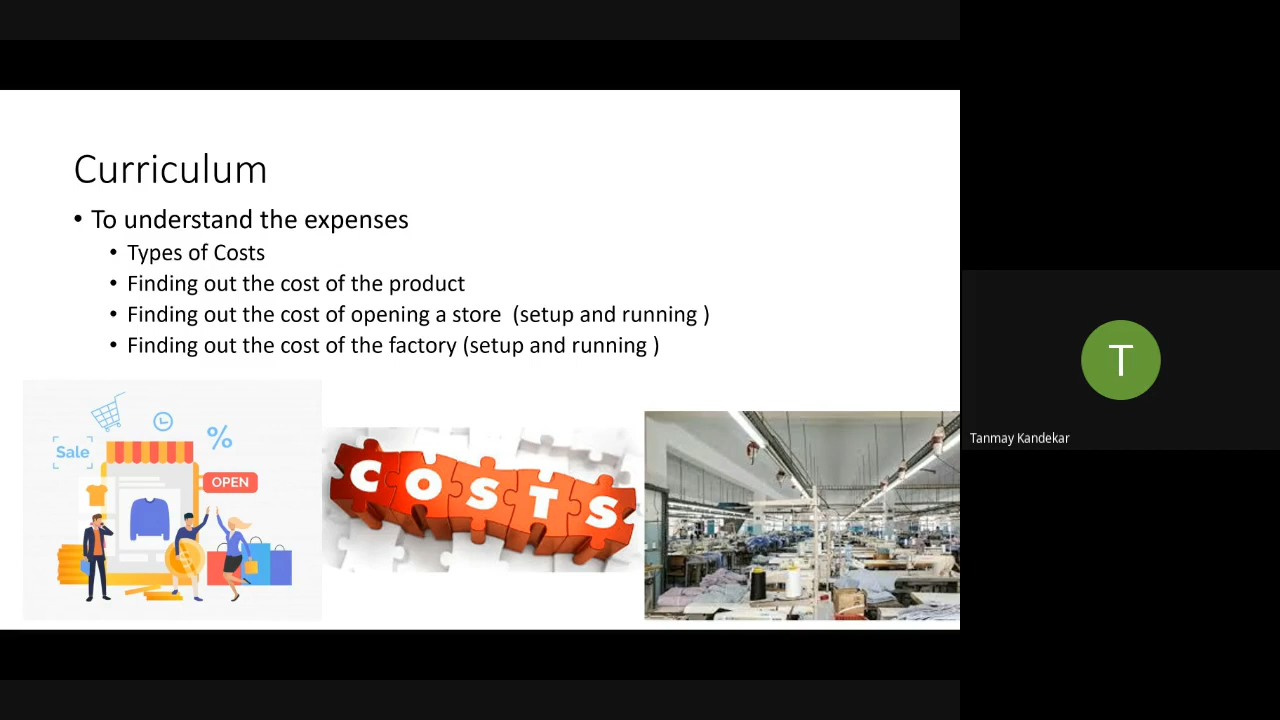 Curriculum
• To understand the expenses
• Types of Costs
• Finding out the cost of the product
• Finding out the cost of opening a store (setup and running )
• Finding out the cost of the factory (setup and running )
Sale
%
OPEN
COSTS
T
Tanmay Kandekar